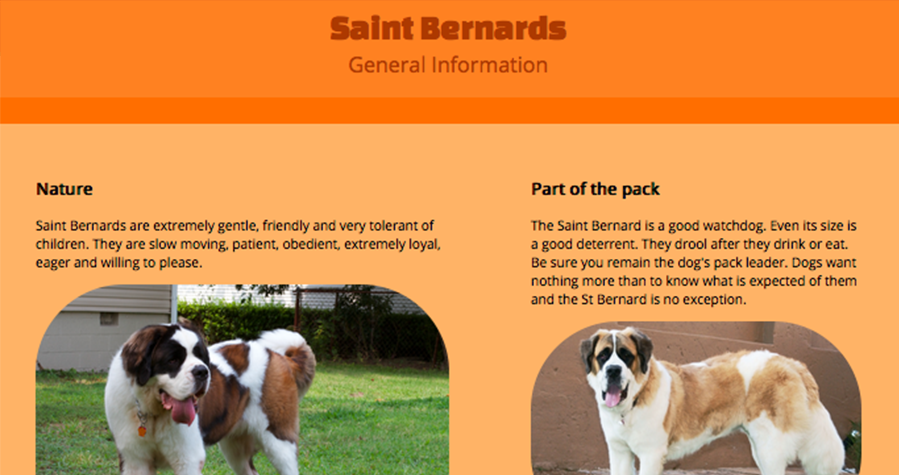 Saint Bernards
General Information
Nature
Saint Bernards are extremely gentle, friendly and very tolerant of
children. They are slow moving, patient, obedient, extremely loyal,
eager and willing to please.
Part of the pack
The Saint Bernard is a good watchdog. Even its size is
a good deterrent. They drool after they drink or eat.
Be sure you remain the dog's pack leader. Dogs want
nothing more than to know what is expected of them
and the St Bernard is no exception.